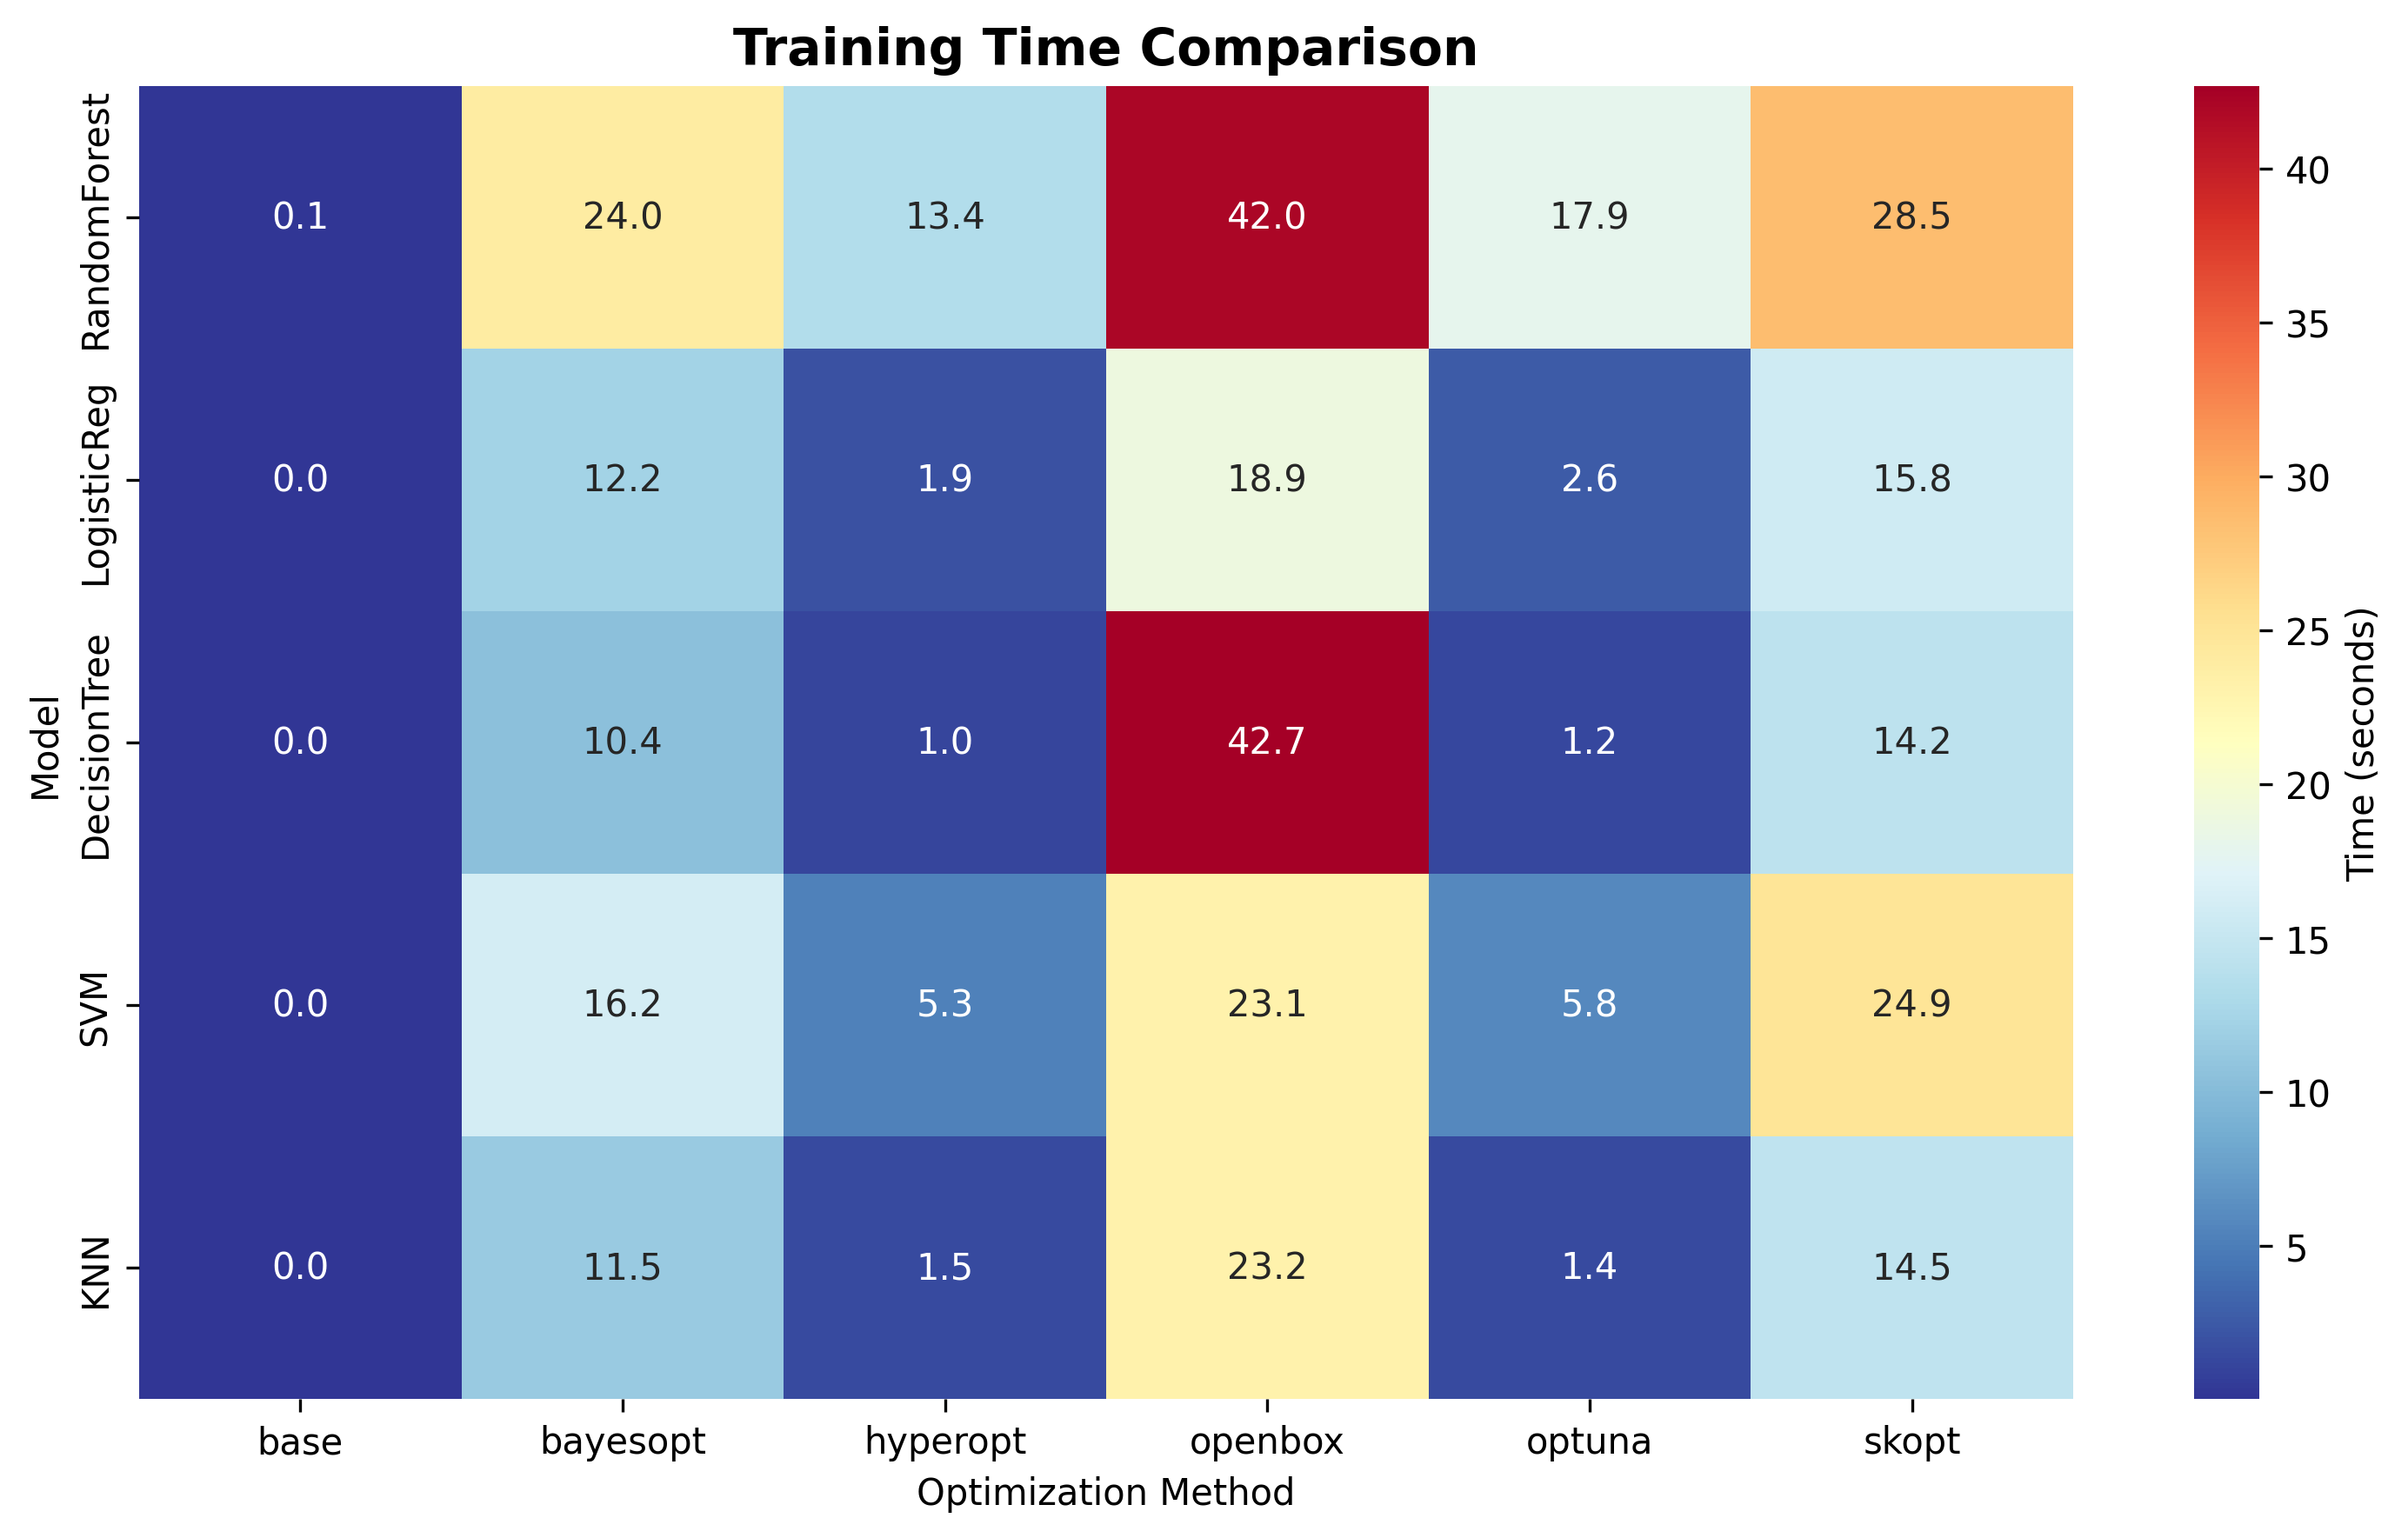 Training Time Comparison
RandomForest 0.1 24.0 13.4 42.0 17.9 28.5
LogisticReg 0.0 12.2 1.9 18.9 2.6 15.8
DecisionTree 0.0 10.4 1.0 42.7 1.2 14.2
SVM 0.0 16.2 5.3 23.1 5.8 24.9
KNN 0.0 11.5 1.5 23.2 1.4 14.5
base bayesopt hyperopt openbox optuna skopt
Optimization Method
Model
40
35
30
25
20
15
10
5
Time (seconds)